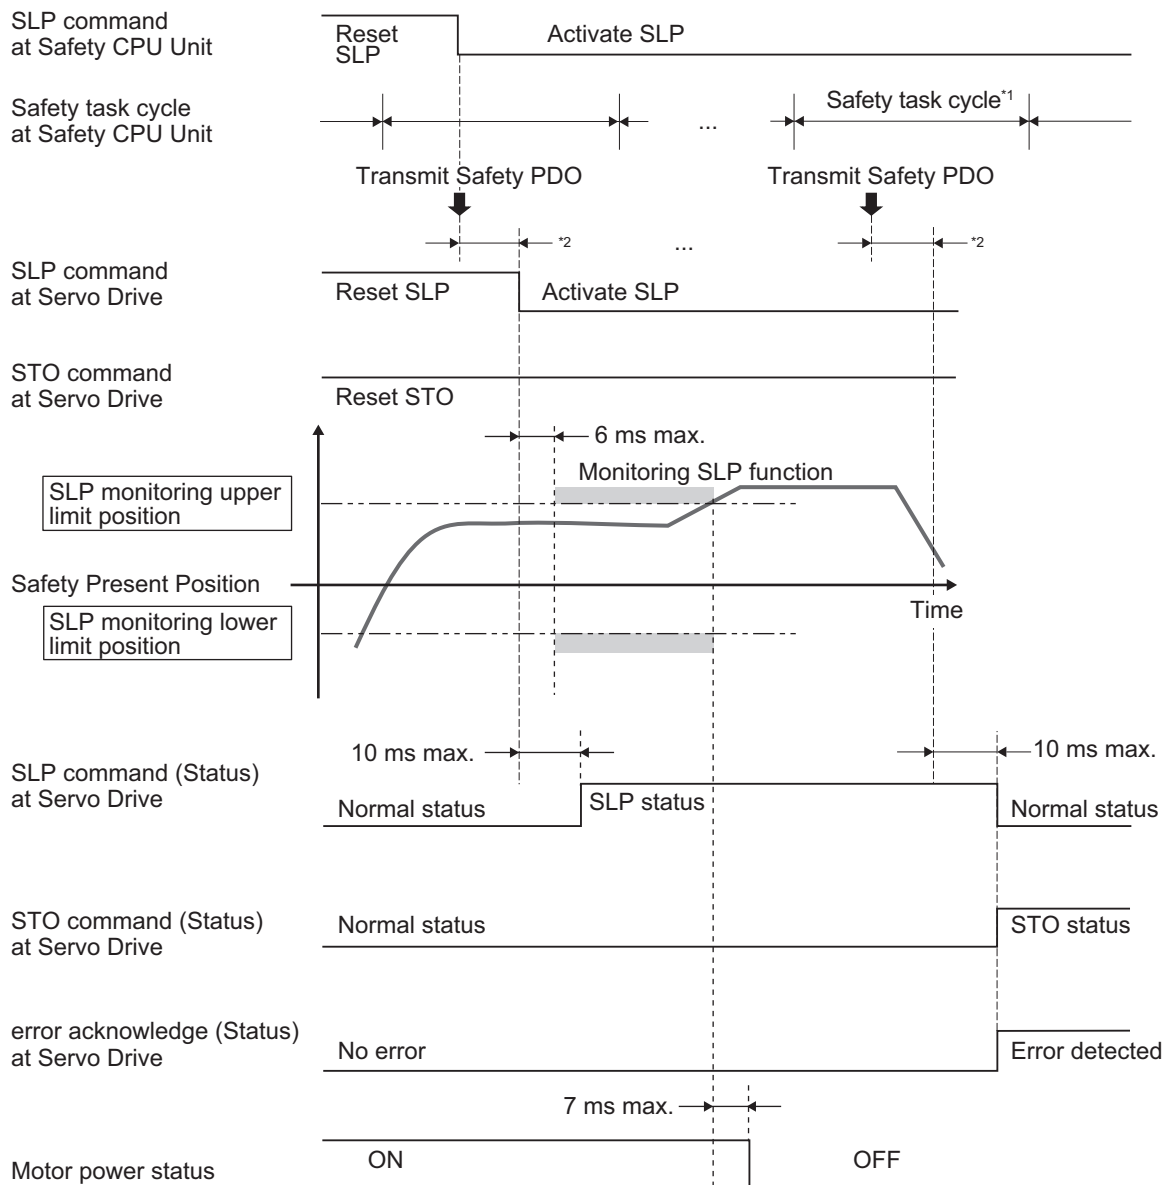 SLP command
at Safety CPU Unit
Reset
SLP
Activate SLP
Safety task cycle
at Safety CPU Unit
...
Safety task cycle*1
Transmit Safety PDO
Transmit Safety PDO
*2
...
*2
SLP command
at Servo Drive
Reset SLP
Activate SLP
STO command
at Servo Drive
Reset STO
6 ms max.
Monitoring SLP function
SLP monitoring upper
limit position
Safety Present Position
Time
SLP monitoring lower
limit position
10 ms max.
10 ms max.
SLP command (Status)
at Servo Drive
Normal status
SLP status
Normal status
STO command (Status)
at Servo Drive
Normal status
STO status
error acknowledge (Status)
at Servo Drive
No error
Error detected
7 ms max.
Motor power status
ON
OFF